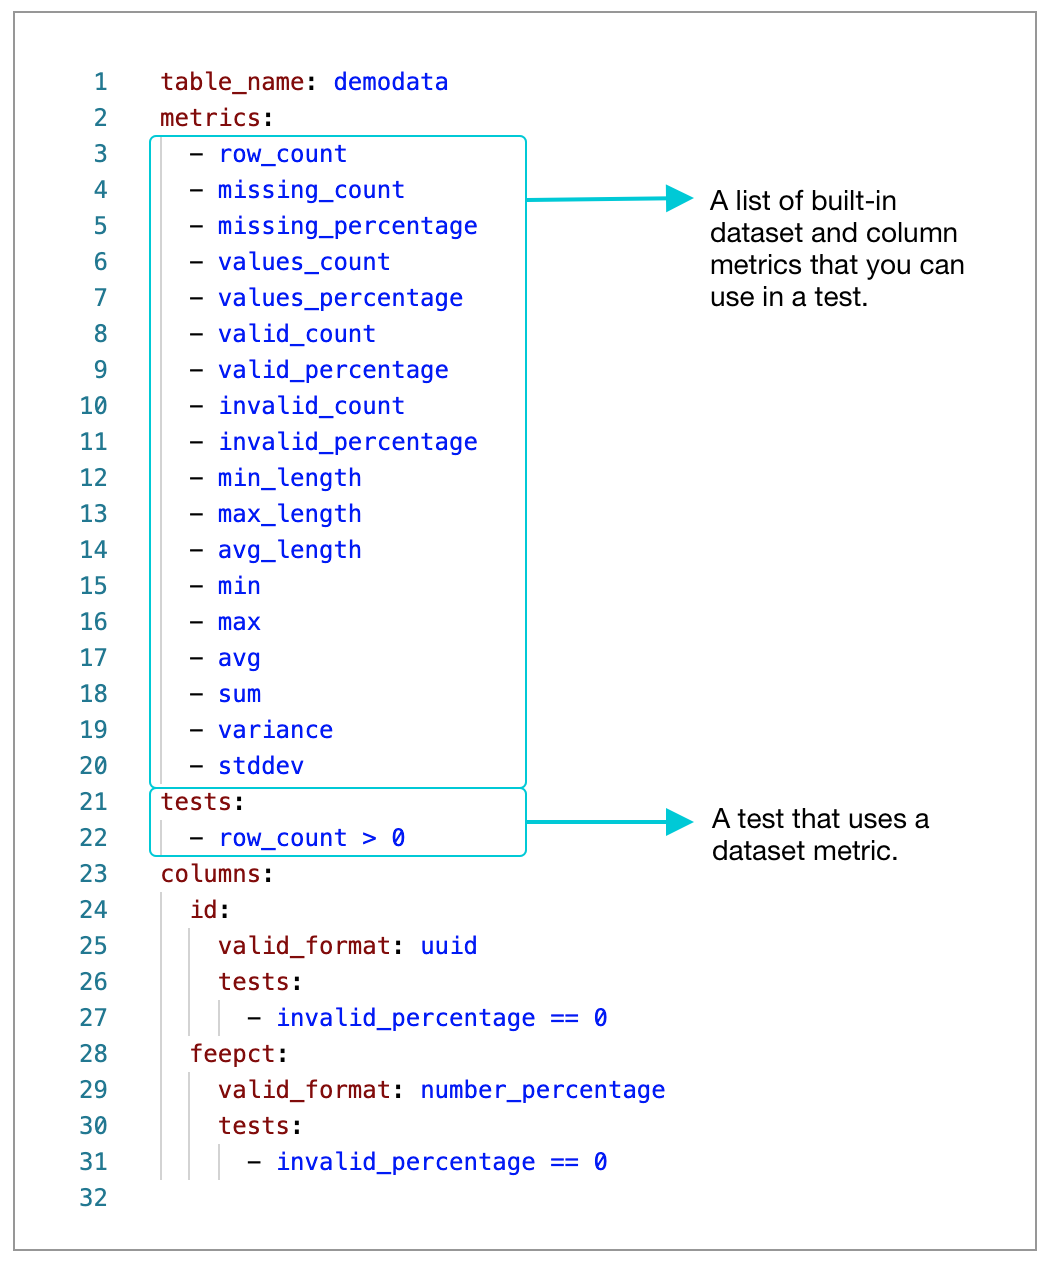 1 table_name: demodata
2 metrics:
3 - row_count
4 - missing_count
5 - missing_percentage
6 - values_count
7 - values_percentage
8 - valid_count
9 - valid_percentage
10 - invalid_count
11 - invalid_percentage
12 - min_length
13 - max_length
14 - avg_length
15 - min
16 - max
17 - avg
18 - sum
19 - variance
20 - stddev
21 tests:
22 - row_count > 0
23 columns:
24 id:
25 valid_format: uuid
26 tests:
27 - invalid_percentage == 0
28 feepct:
29 valid_format: number_percentage
30 tests:
31 - invalid_percentage == 0
32
A list of built-in
dataset and column
metrics that you can
use in a test.
A test that uses a
dataset metric.